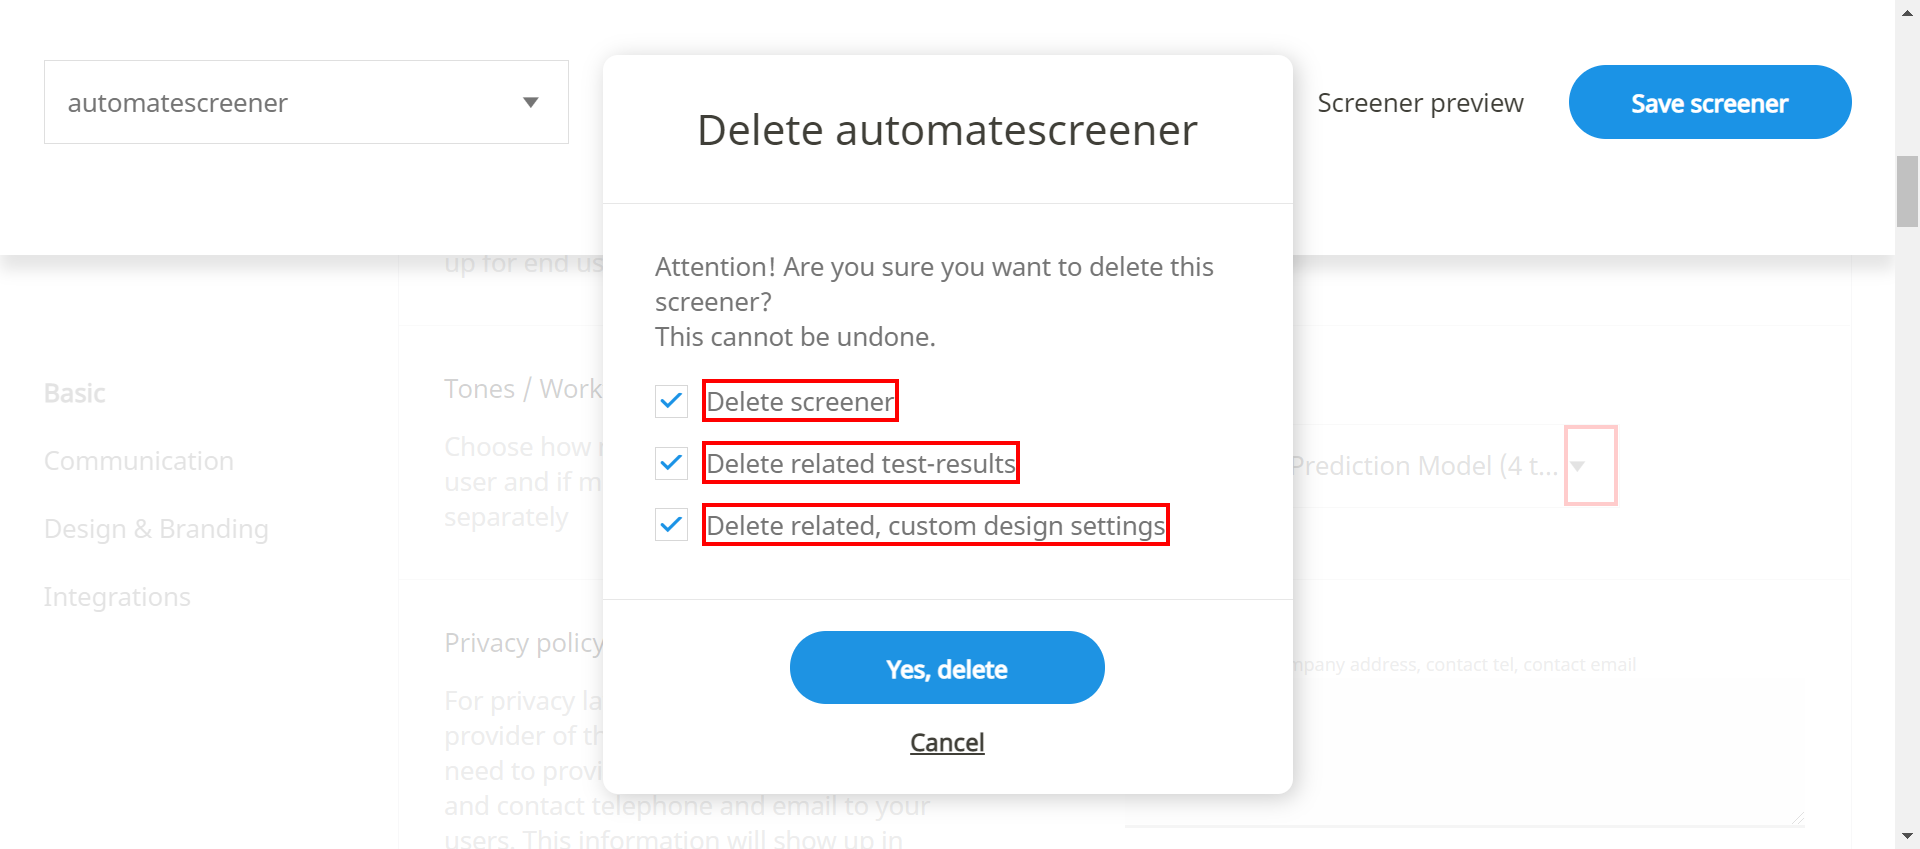 automatescreener
Screener preview
Save screener
Delete automatescreener
Attention! Are you sure you want to delete this
screener?
This cannot be undone.
Delete screener
Delete related test-results
Delete related, custom design settings
Yes, delete
Cancel
Basic
Communication
Design & Branding
Integrations
up for end us
Tones / Work
Choose how
user and if m
separately
Prediction Model (4 t...
Privacy policy
For privacy la
provider of th
need to provi
and contact telephone and email to your
users. This information will show up in
mpany address, contact tel, contact email